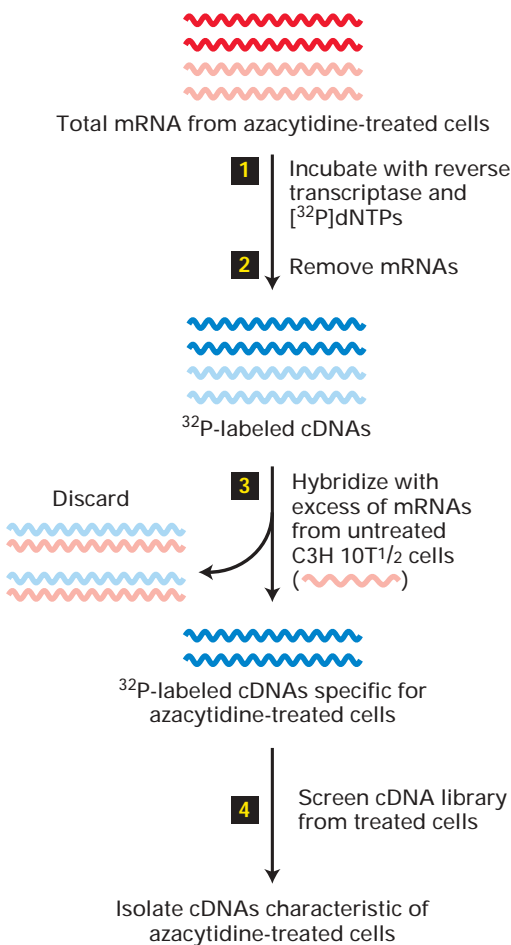 Total mRNA from azacytidine-treated cells
1
Incubate with reverse
transcriptase and
[³²P]dNTPs
2
Remove mRNAs
³²P-labeled cDNAs
3
Hybridize with
excess of mRNAs
from untreated
C3H 10T1/2 cells
( )
Discard
³²P-labeled cDNAs specific for
azacytidine-treated cells
4
Screen cDNA library
from treated cells
Isolate cDNAs characteristic of
azacytidine-treated cells